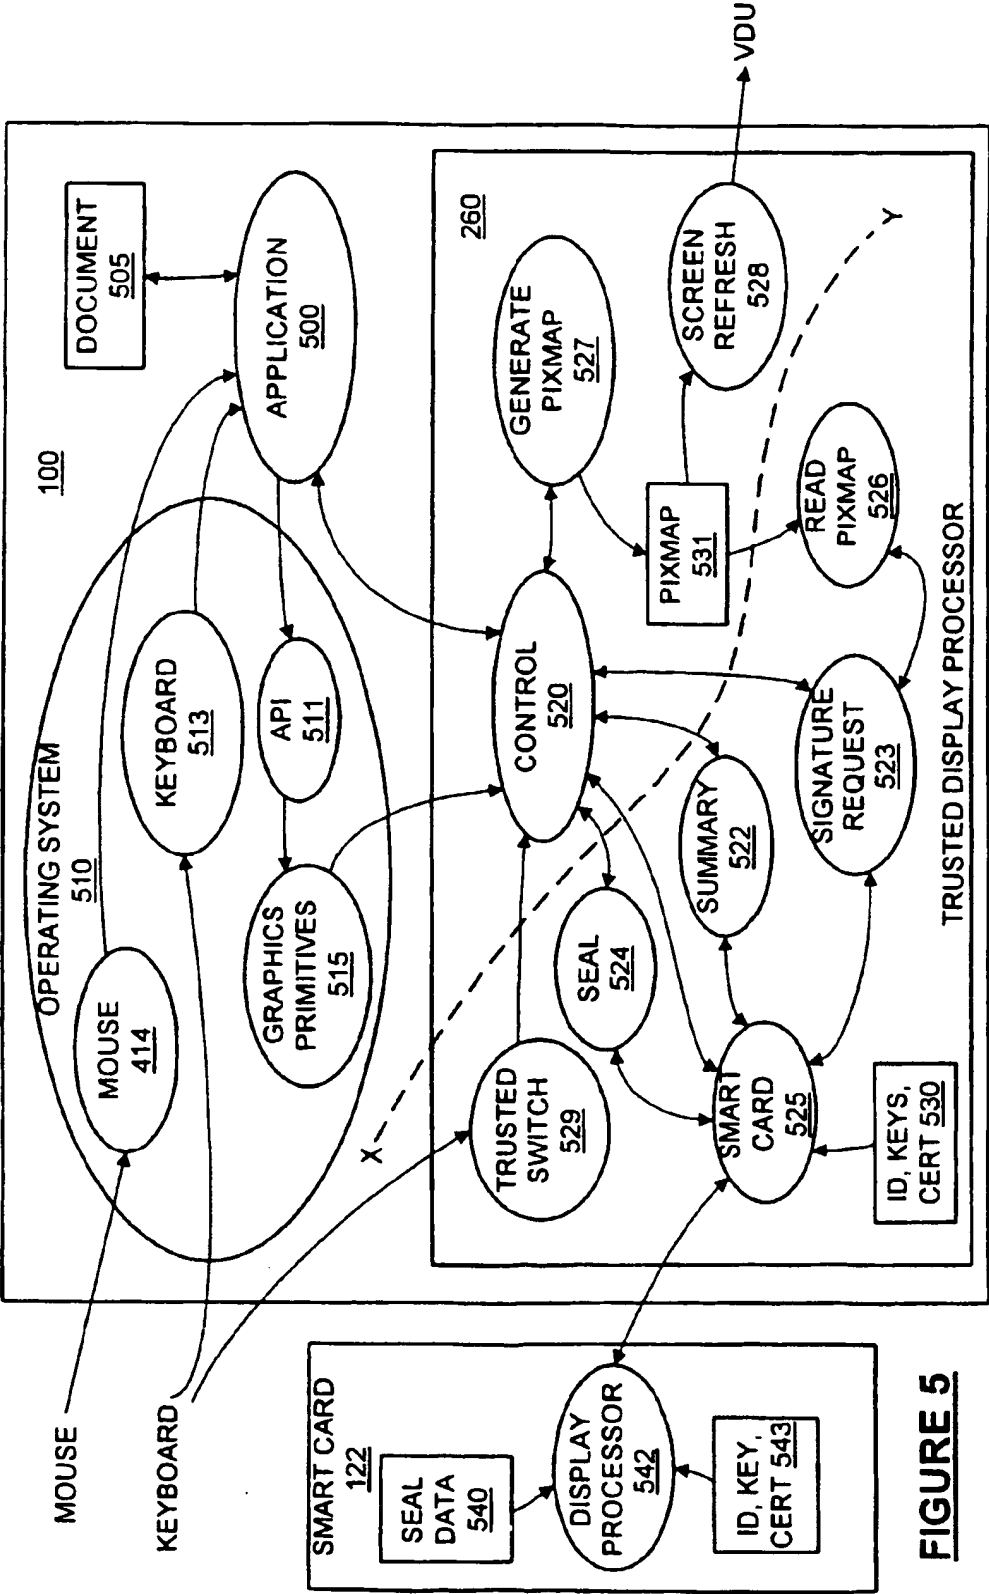 MOUSE
KEYBOARD
100
OPERATING SYSTEM
510
MOUSE
414
KEYBOARD
513
API
511
GRAPHICS
PRIMITIVES
515
DOCUMENT
505
APPLICATION
500
X
260
TRUSTED
SWITCH
529
CONTROL
520
GENERATE
PIXMAP
527
SEAL
524
PIXMAP
531
SCREEN
REFRESH
528
VDU
SUMMARY
522
SMART
CARD
525
SIGNATURE
REQUEST
523
READ
PIXMAP
526
Y
ID, KEYS,
CERT 530
TRUSTED DISPLAY PROCESSOR
SMART CARD
122
SEAL
DATA
540
DISPLAY
PROCESSOR
542
ID, KEY,
CERT 543
FIGURE 5